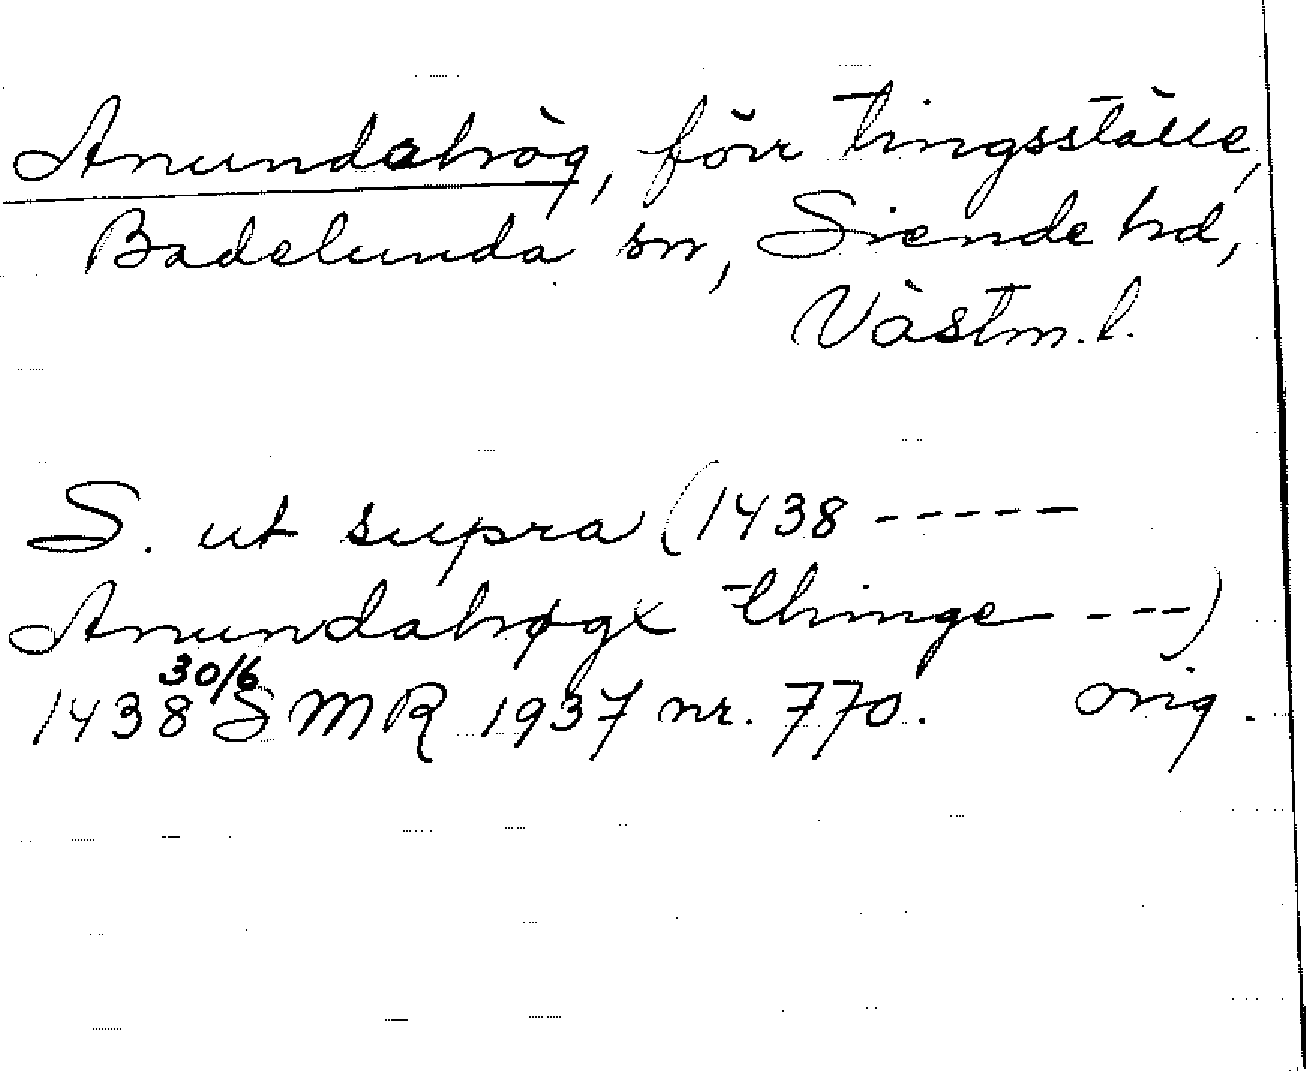 Anundshög, förr tingsställe,
Badelunda sn, Siende hd,
Västm. l.
S. ut supra (1438 -----
Anundahøgx thinge ---)
1438 30/6 SMR 1937 nr. 770. orig.